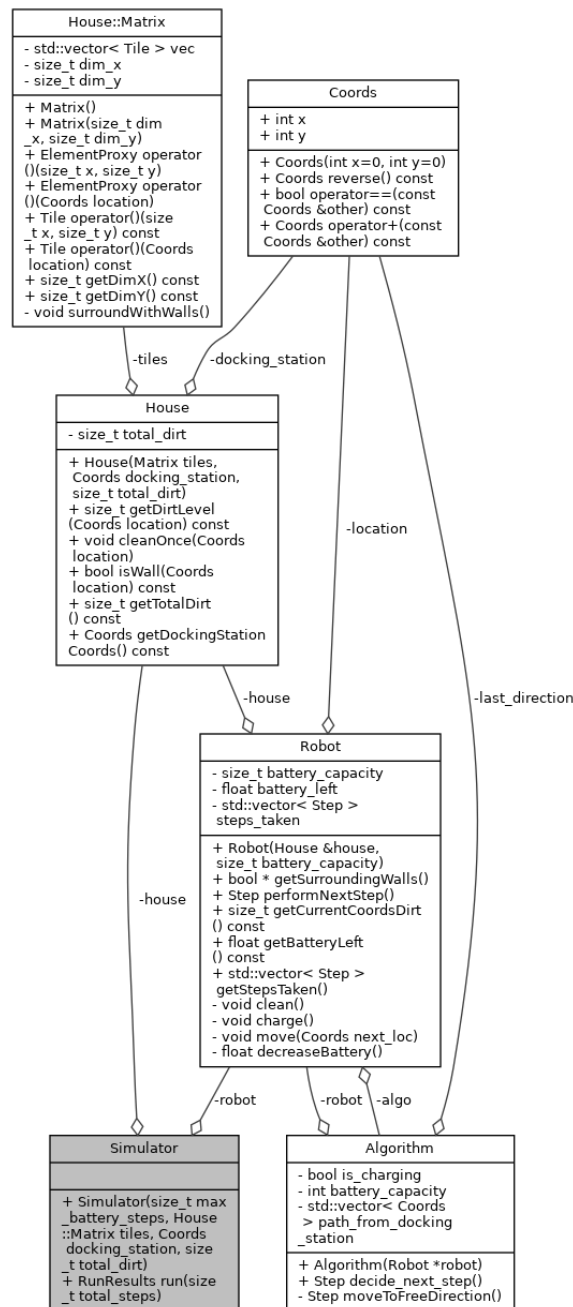 House::Matrix
- std::vector< Tile > vec
- size_t dim_x
- size_t dim_y
+ Matrix()
+ Matrix(size_t dim
_x, size_t dim_y)
+ ElementProxy operator
()(size_t x, size_t y)
+ ElementProxy operator
()(Coords location)
+ Tile operator()(size
_t x, size_t y) const
+ Tile operator()(Coords
location) const
+ size_t getDimX() const
+ size_t getDimY() const
- void surroundWithWalls()
Coords
+ int x
+ int y
+ Coords(int x=0, int y=0)
+ Coords reverse() const
+ bool operator==(const
Coords &other) const
+ Coords operator+(const
Coords &other) const
-tiles
-docking_station
House
- size_t total_dirt
+ House(Matrix tiles,
Coords docking_station,
size_t total_dirt)
+ size_t getDirtLevel
(Coords location) const
+ void cleanOnce(Coords
location)
+ bool isWall(Coords
location) const
+ size_t getTotalDirt
() const
+ Coords getDockingStation
Coords() const
-location
-house
-last_direction
-house
Robot
- size_t battery_capacity
- float battery_left
- std::vector< Step >
steps_taken
+ Robot(House &house,
size_t battery_capacity)
+ bool * getSurroundingWalls()
+ Step performNextStep()
+ size_t getCurrentCoordsDirt
() const
+ float getBatteryLeft
() const
+ std::vector< Step >
getStepsTaken()
- void clean()
- void charge()
- void move(Coords next_loc)
- float decreaseBattery()
-robot
-robot
-algo
Simulator
+ Simulator(size_t max
_battery_steps, House
::Matrix tiles, Coords
docking_station, size
_t total_dirt)
+ RunResults run(size
_t total_steps)
Algorithm
- bool is_charging
- int battery_capacity
- std::vector< Coords
> path_from_docking
_station
+ Algorithm(Robot *robot)
+ Step decide_next_step()
- Step moveToFreeDirection()